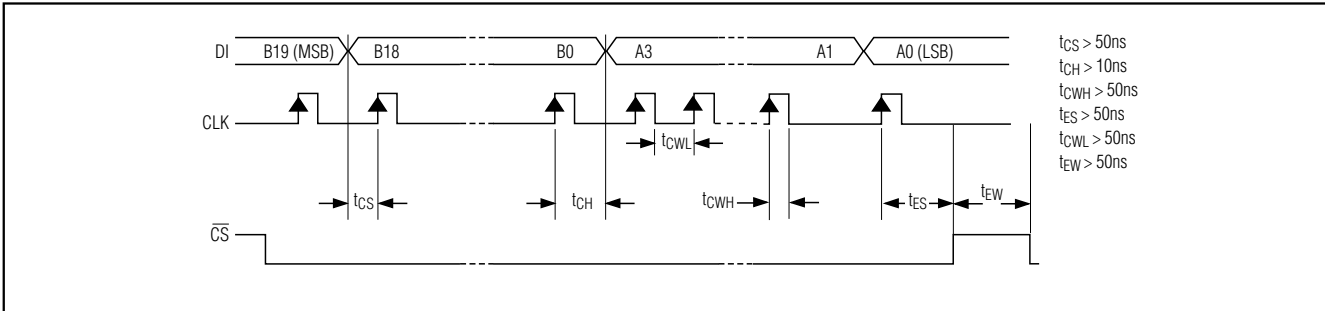 DI B19 (MSB) B18 B0 A3 A1 A0 (LSB)
CLK
tCWL
tCS tCH tCWH tES tEW
CS
tCS > 50ns
tCH > 10ns
tCWH > 50ns
tES > 50ns
tCWL > 50ns
tEW > 50ns